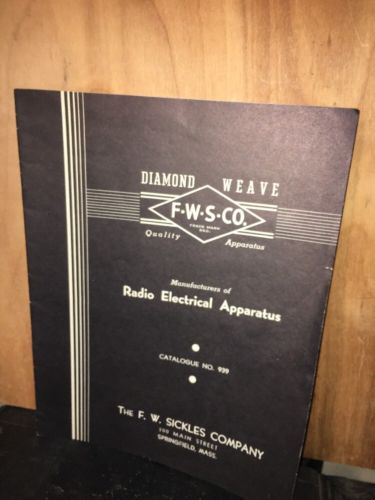 DIAMOND WEAVE
F·W·S·CO.
TRADE MARK
REG.
Quality Apparatus
Manufacturers of
Radio Electrical Apparatus
CATALOGUE NO. 939
THE F. W. SICKLES COMPANY
300 MAIN STREET
SPRINGFIELD, MASS.